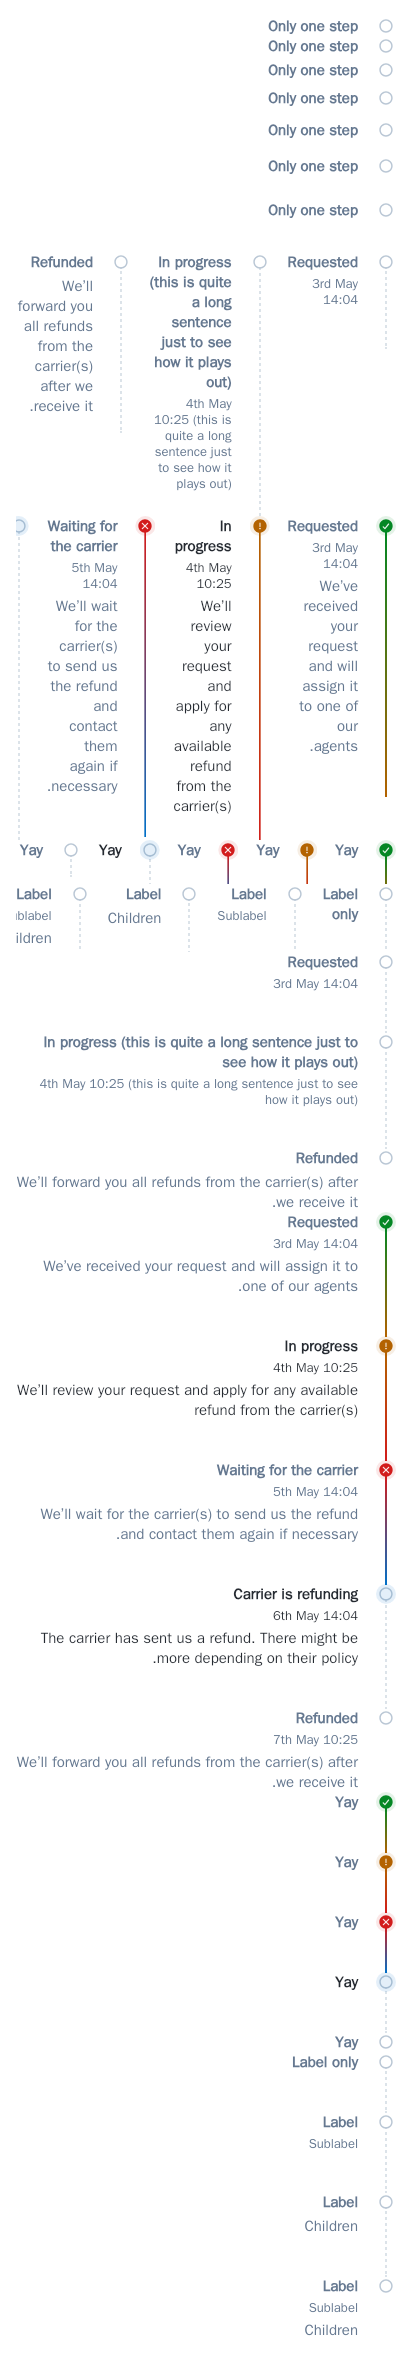 Only one step
Only one step
Only one step
Only one step
Only one step
Only one step
Only one step
Requested
3rd May
14:04
In progress
(this is quite
a long
sentence
just to see
how it plays
out)
4th May
10:25 (this is
quite a long
sentence just
to see how it
plays out)
Refunded
We'll
forward you
all refunds
from the
carrier(s)
after we
.receive it
Requested
3rd May
14:04
We've
received
your
request
and will
assign it
to one of
our
.agents
In
progress
4th May
10:25
We'll
review
your
request
and
apply for
any
available
refund
from the
carrier(s)
Waiting for
the carrier
5th May
14:04
We'll wait
for the
carrier(s)
to send us
the refund
and
contact
them
again if
.necessary
Yay
Yay
Yay
Yay
Yay
Label
only
Label
Sublabel
Label
Children
Label
Requested
3rd May 14:04
In progress (this is quite a long sentence just to
see how it plays out)
4th May 10:25 (this is quite a long sentence just to see
how it plays out)
Refunded
We'll forward you all refunds from the carrier(s) after
.we receive it
Requested
3rd May 14:04
We've received your request and will assign it to
.one of our agents
In progress
4th May 10:25
We'll review your request and apply for any available
refund from the carrier(s)
Waiting for the carrier
5th May 14:04
We'll wait for the carrier(s) to send us the refund
.and contact them again if necessary
Carrier is refunding
6th May 14:04
The carrier has sent us a refund. There might be
.more depending on their policy
Refunded
7th May 10:25
We'll forward you all refunds from the carrier(s) after
.we receive it
Yay
Yay
Yay
Yay
Yay
Label only
Label
Sublabel
Label
Children
Label
Sublabel
Children